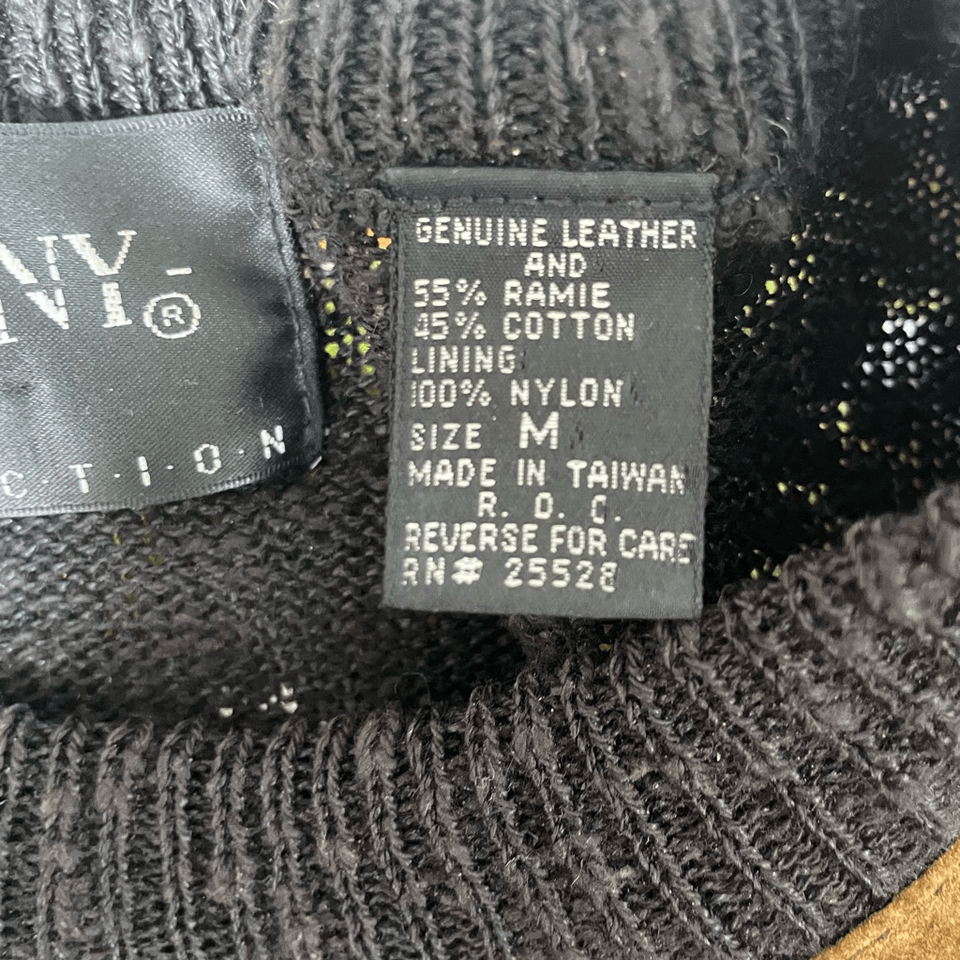 NY®
C·T·I·O·N
GENUINE LEATHER
AND
55% RAMIE
45% COTTON
LINING
100% NYLON
SIZE M
MADE IN TAIWAN
R. O. C.
REVERSE FOR CARE
RN# 25528